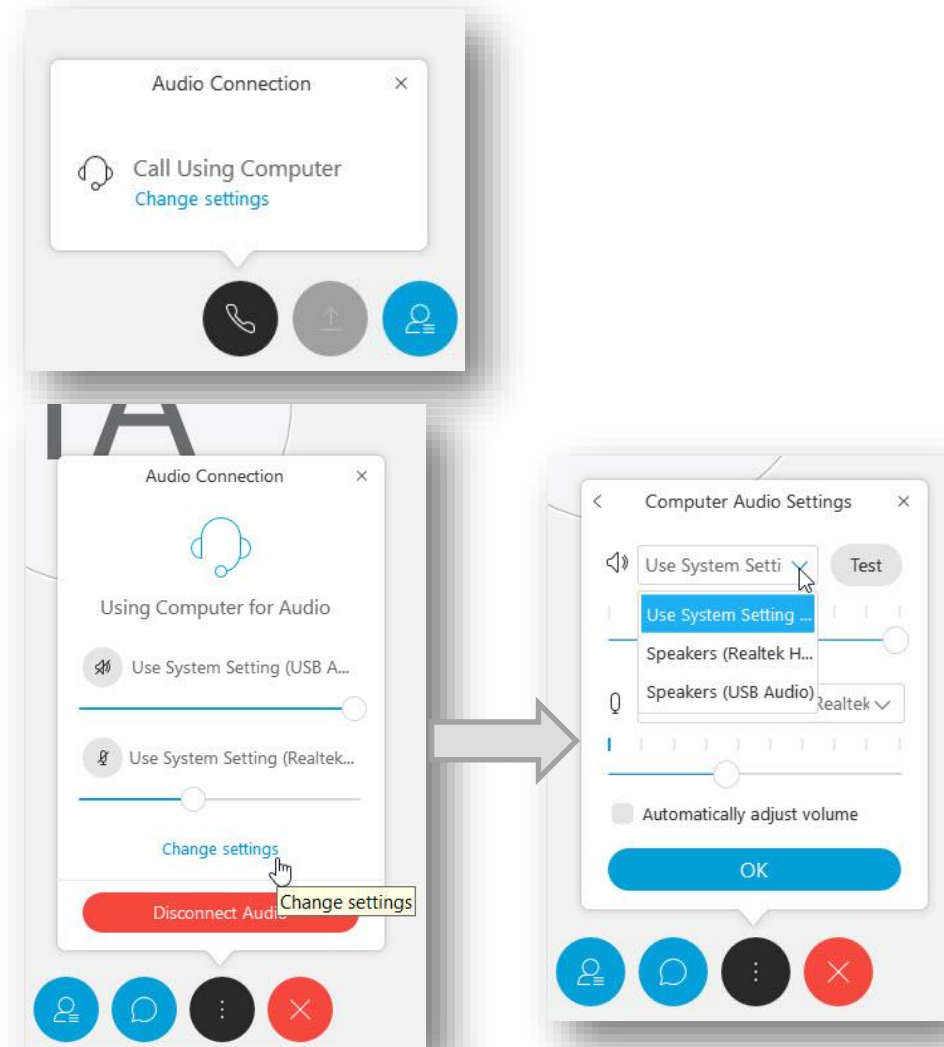 Audio Connection
Call Using Computer
Change settings
TA
Audio Connection
Using Computer for Audio
Use System Setting (USB A...
Use System Setting (Realtek...
Change settings
Change settings
Disconnect Audio
Computer Audio Settings
Use System Setti
Test
Use System Setting ...
Speakers (Realtek H...
Speakers (USB Audio)
Realtek
Automatically adjust volume
OK